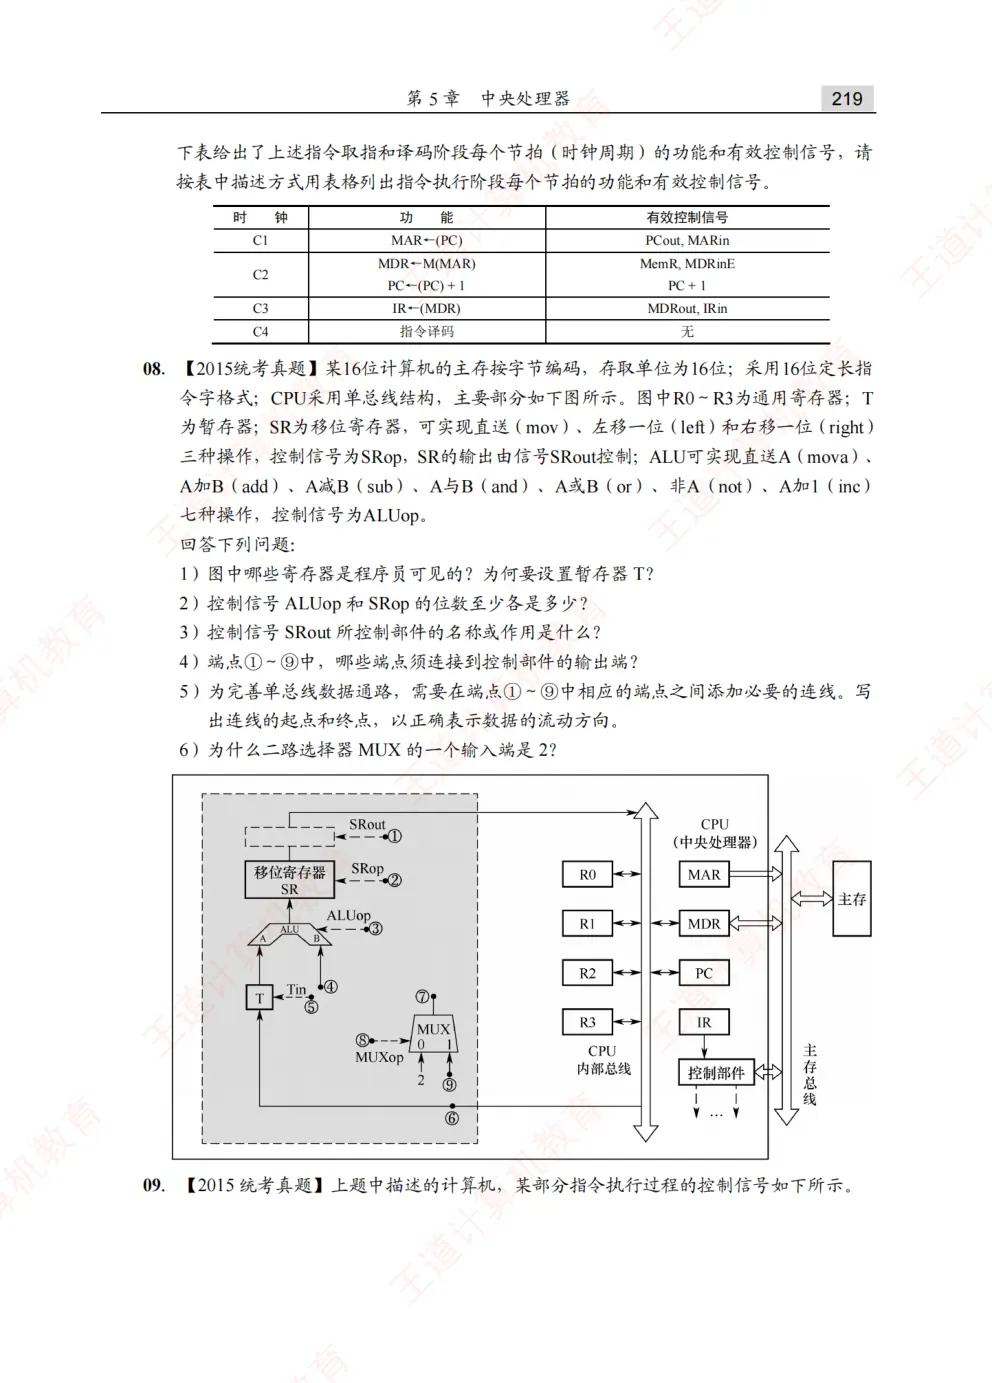 第 5 章 中央处理器 219
下表给出了上述指令取指和译码阶段每个节拍（时钟周期）的功能和有效控制信号，请
按表中描述方式用表格列出指令执行阶段每个节拍的功能和有效控制信号。
时 钟 功 能 有效控制信号
C1 MAR←(PC) PCout, MARin
C2 MDR←M(MAR) MemR, MDRinE
PC←(PC) + 1 PC + 1
C3 IR←(MDR) MDRout, IRin
C4 指令译码 无
08. 【2015统考真题】某16位计算机的主存按字节编码，存取单位为16位；采用16位定长指
令字格式；CPU采用单总线结构，主要部分如下图所示。图中R0～R3为通用寄存器；T
为暂存器；SR为移位寄存器，可实现直送（mov）、左移一位（left）和右移一位（right）
三种操作，控制信号为SRop，SR的输出由信号SRout控制；ALU可实现直送A（mova）、
A加B（add）、A减B（sub）、A与B（and）、A或B（or）、非A（not）、A加1（inc）
七种操作，控制信号为ALUop。
回答下列问题：
1）图中哪些寄存器是程序员可见的？为何要设置暂存器 T？
2）控制信号 ALUop 和 SRop 的位数至少各是多少？
3）控制信号 SRout 所控制部件的名称或作用是什么？
4）端点①～⑨中，哪些端点须连接到控制部件的输出端？
5）为完善单总线数据通路，需要在端点①～⑨中相应的端点之间添加必要的连线。写
出连线的起点和终点，以正确表示数据的流动方向。
6）为什么二路选择器 MUX 的一个输入端是 2？
SRout
①
移位寄存器
SR
SRop
②
ALUop
③
A ALU B
④
T
Tin
⑤
⑦
MUX
0 1
⑧
MUXop
2
⑨
⑥
R0
R1
R2
R3
CPU
内部总线
CPU
（中央处理器）
MAR
MDR
PC
IR
控制部件
…
主存
总线
主存
09. 【2015 统考真题】上题中描述的计算机，某部分指令执行过程的控制信号如下所示。
王道计算机教育